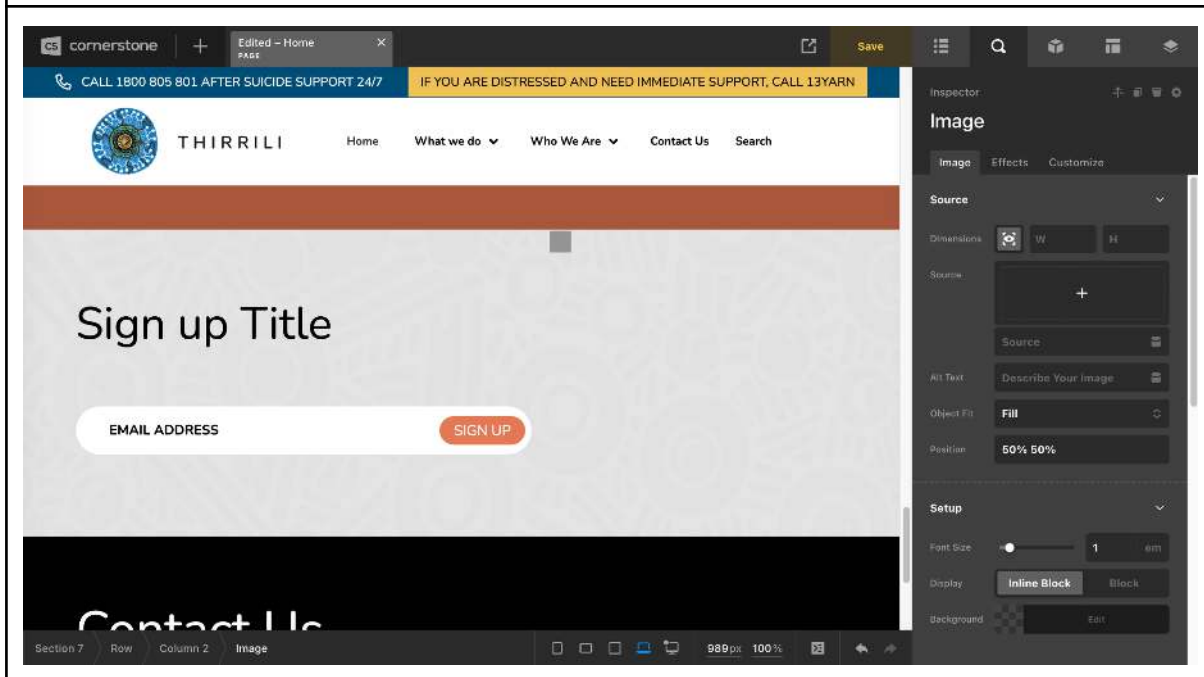 cs cornerstone
Edited – Home
PAGE
Save
CALL 1800 805 801 AFTER SUICIDE SUPPORT 24/7
IF YOU ARE DISTRESSED AND NEED IMMEDIATE SUPPORT, CALL 13YARN
THIRRILI
Home What we do Who We Are Contact Us Search
Sign up Title
EMAIL ADDRESS
SIGN UP
Contact Us
Section 7 Row Column 2 Image
989px 100%
Inspector
Image
Image Effects Customize
Source
Dimensions W H
Source
Source
Alt Text Describe Your Image
Object Fit Fill
Position 50% 50%
Setup
Font Size 1 em
Display Inline Block Block
Background Edit